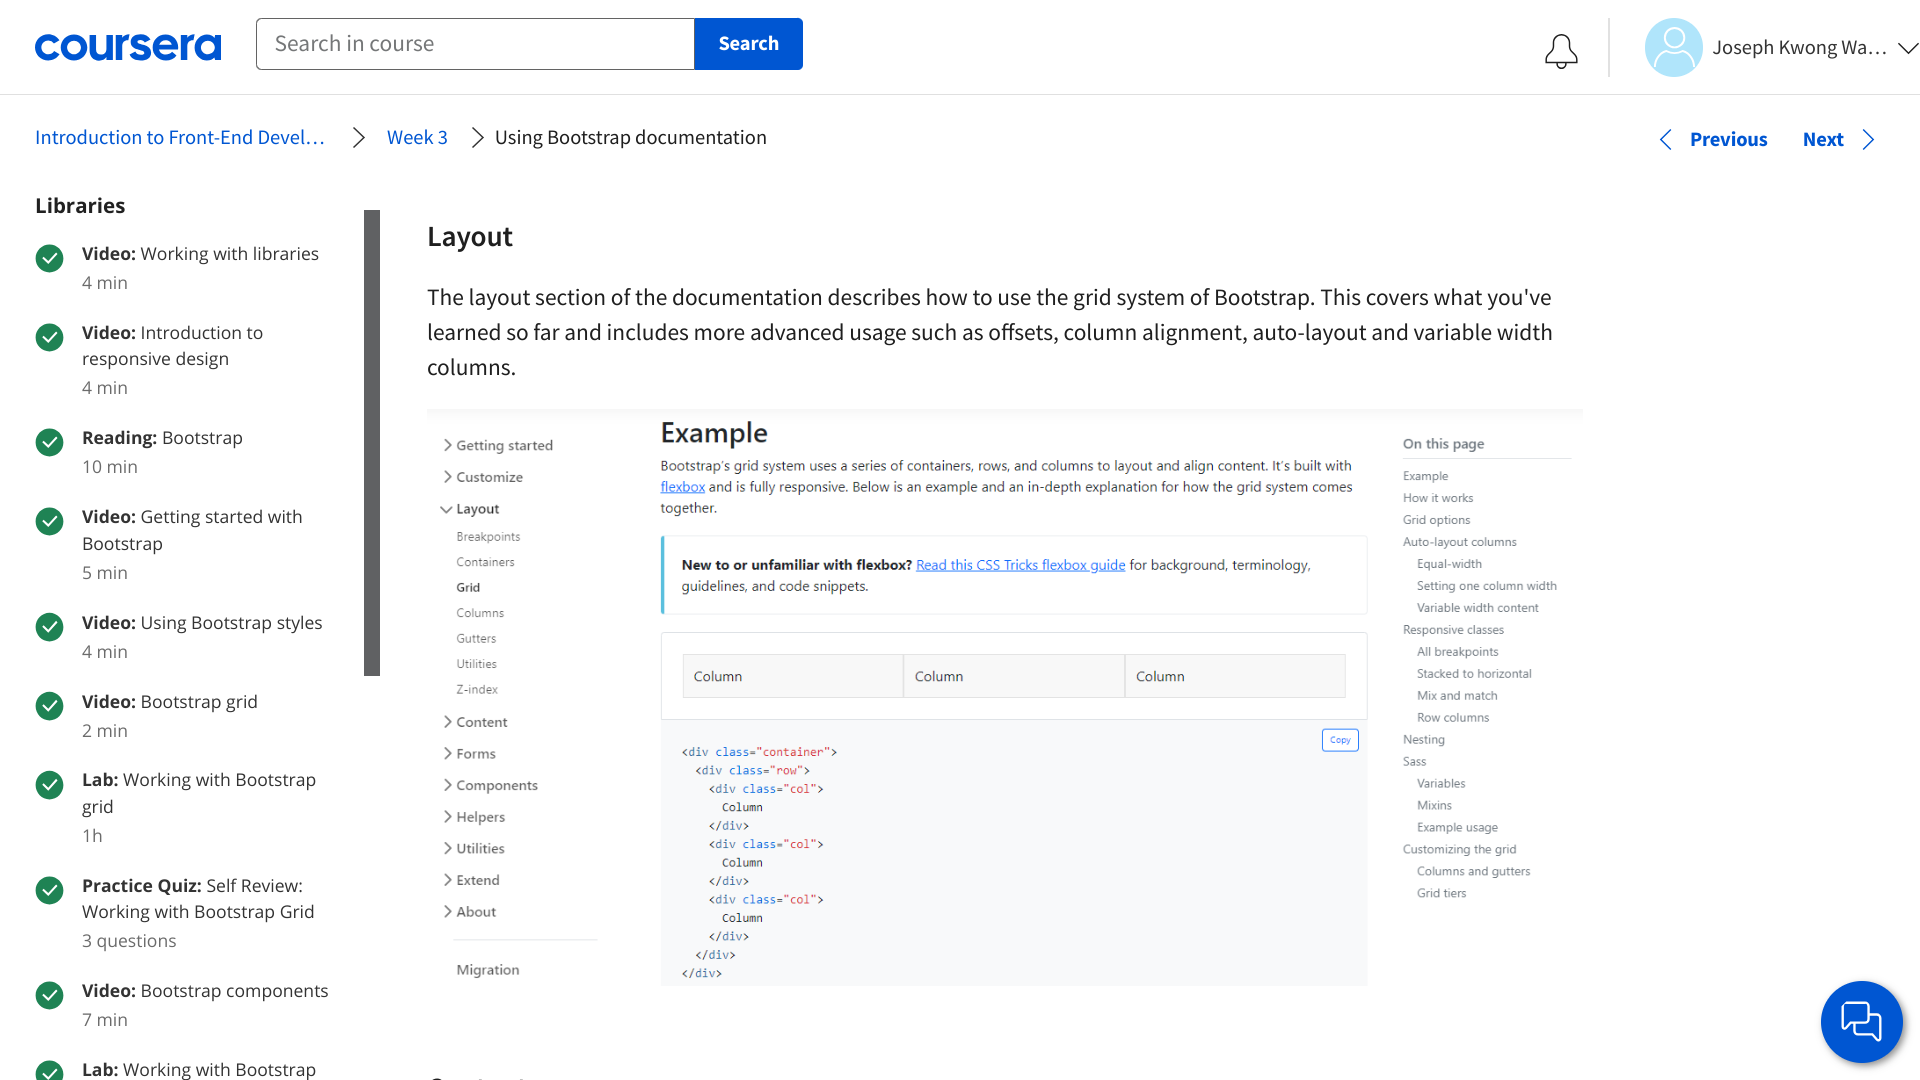 coursera
Search in course
Search
Joseph Kwong Wa...
Introduction to Front-End Devel...
Week 3
Using Bootstrap documentation
Previous
Next
Libraries
Video: Working with libraries
4 min
Video: Introduction to
responsive design
4 min
Reading: Bootstrap
10 min
Video: Getting started with
Bootstrap
5 min
Video: Using Bootstrap styles
4 min
Video: Bootstrap grid
2 min
Lab: Working with Bootstrap
grid
1h
Practice Quiz: Self Review:
Working with Bootstrap Grid
3 questions
Video: Bootstrap components
7 min
Lab: Working with Bootstrap
Layout
The layout section of the documentation describes how to use the grid system of Bootstrap. This covers what you've
learned so far and includes more advanced usage such as offsets, column alignment, auto-layout and variable width
columns.
Getting started
Customize
Layout
Breakpoints
Containers
Grid
Columns
Gutters
Utilities
Z-index
Content
Forms
Components
Helpers
Utilities
Extend
About
Migration
Example
Bootstrap's grid system uses a series of containers, rows, and columns to layout and align content. It's built with
flexbox and is fully responsive. Below is an example and an in-depth explanation for how the grid system comes
together.
New to or unfamiliar with flexbox? Read this CSS Tricks flexbox guide for background, terminology,
guidelines, and code snippets.
Column
Column
Column
Copy
<div class="container">
<div class="row">
<div class="col">
Column
</div>
<div class="col">
Column
</div>
<div class="col">
Column
</div>
</div>
</div>
On this page
Example
How it works
Grid options
Auto-layout columns
Equal-width
Setting one column width
Variable width content
Responsive classes
All breakpoints
Stacked to horizontal
Mix and match
Row columns
Nesting
Sass
Variables
Mixins
Example usage
Customizing the grid
Columns and gutters
Grid tiers